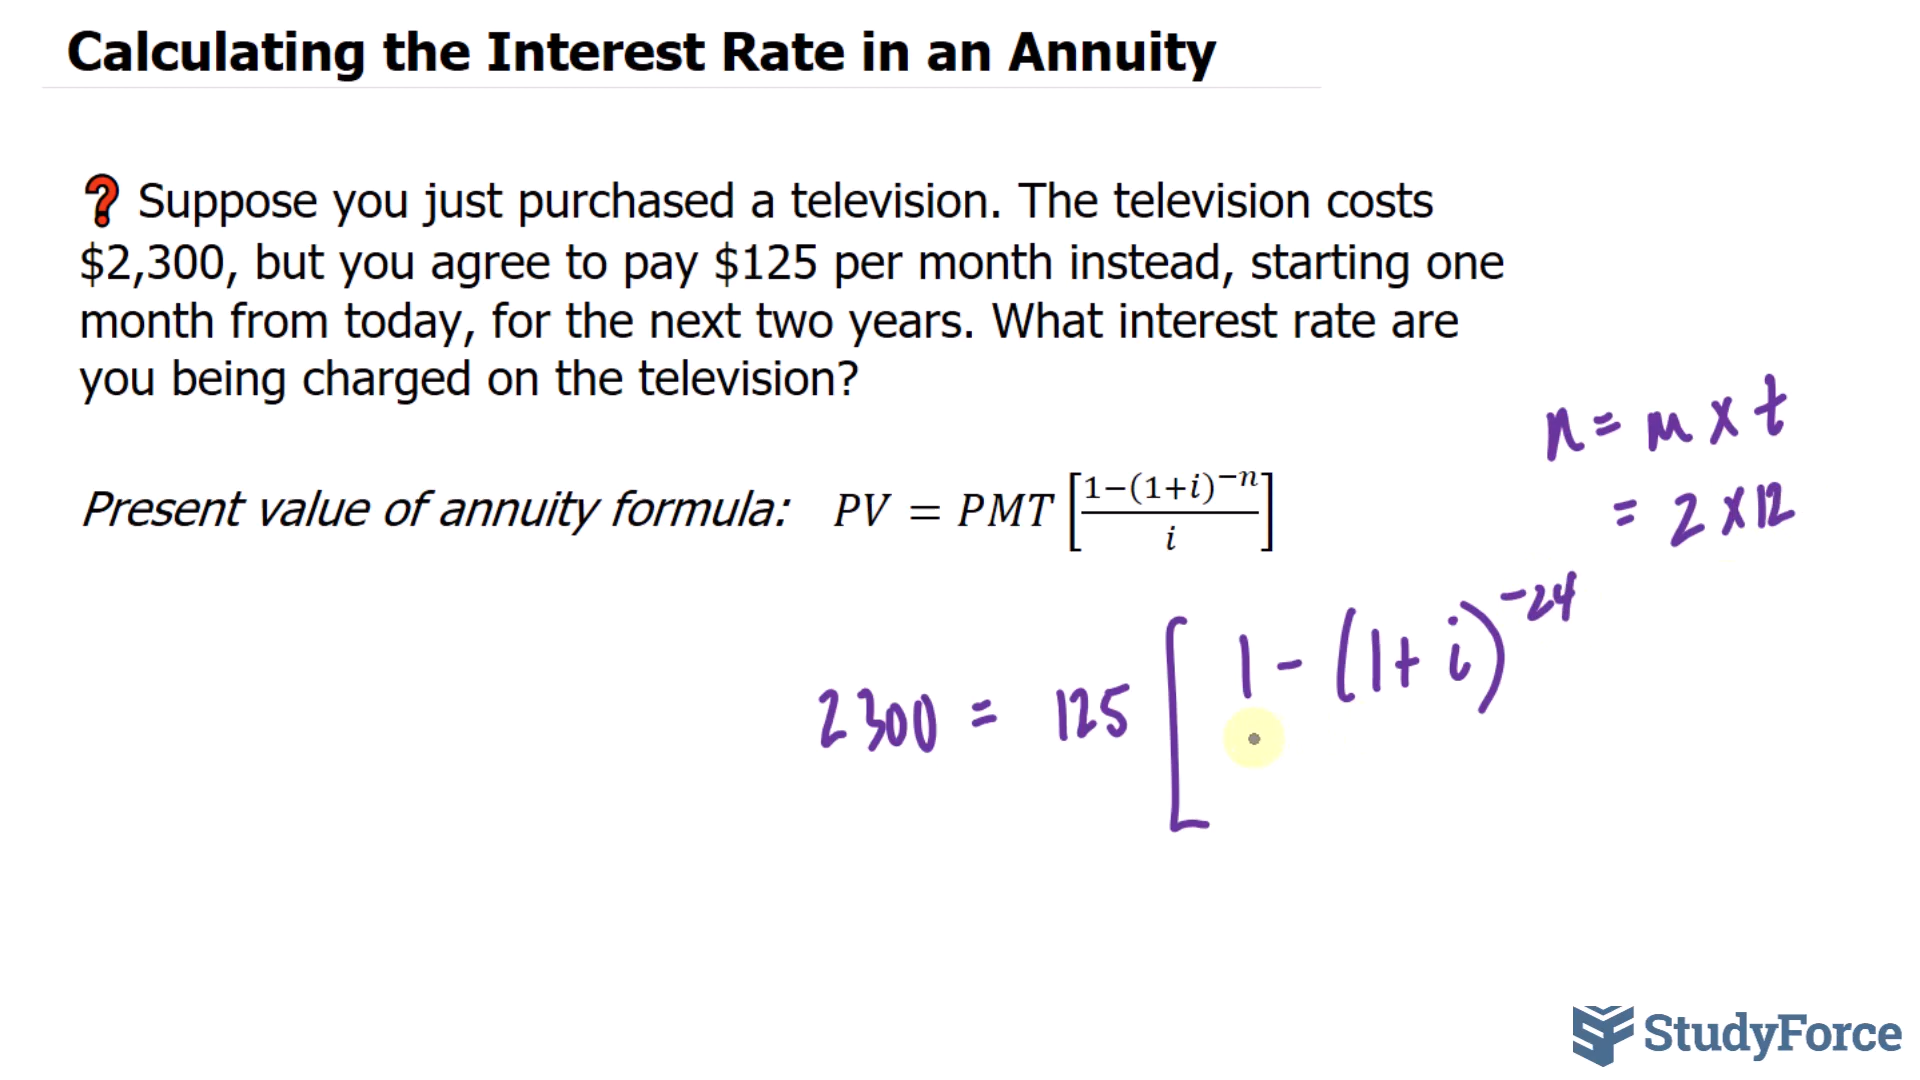 Calculating the Interest Rate in an Annuity
❓ Suppose you just purchased a television. The television costs
$2,300, but you agree to pay $125 per month instead, starting one
month from today, for the next two years. What interest rate are
you being charged on the television?
n = m x t
= 2 x 12
Present value of annuity formula: PV = PMT [1−(1+i)⁻ⁿ / i]
2300 = 125 [ 1 - (1 + i)⁻²⁴
StudyForce